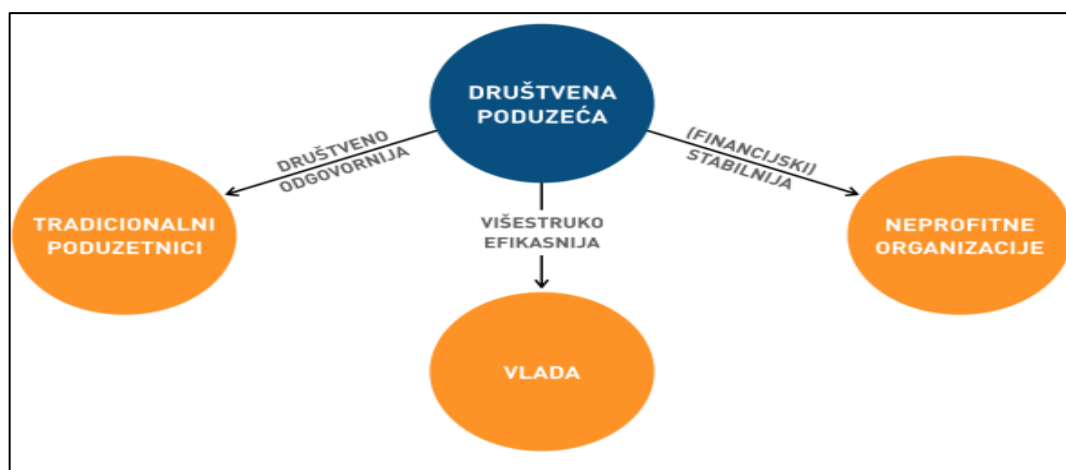 DRUŠTVENA
PODUZEĆA
DRUŠTVENO
ODGOVORNIJA
(FINANCIJSKI)
STABILNIJA
TRADICIONALNI
PODUZETNICI
VIŠESTRUKO
EFIKASNIJA
NEPROFITNE
ORGANIZACIJE
VLADA